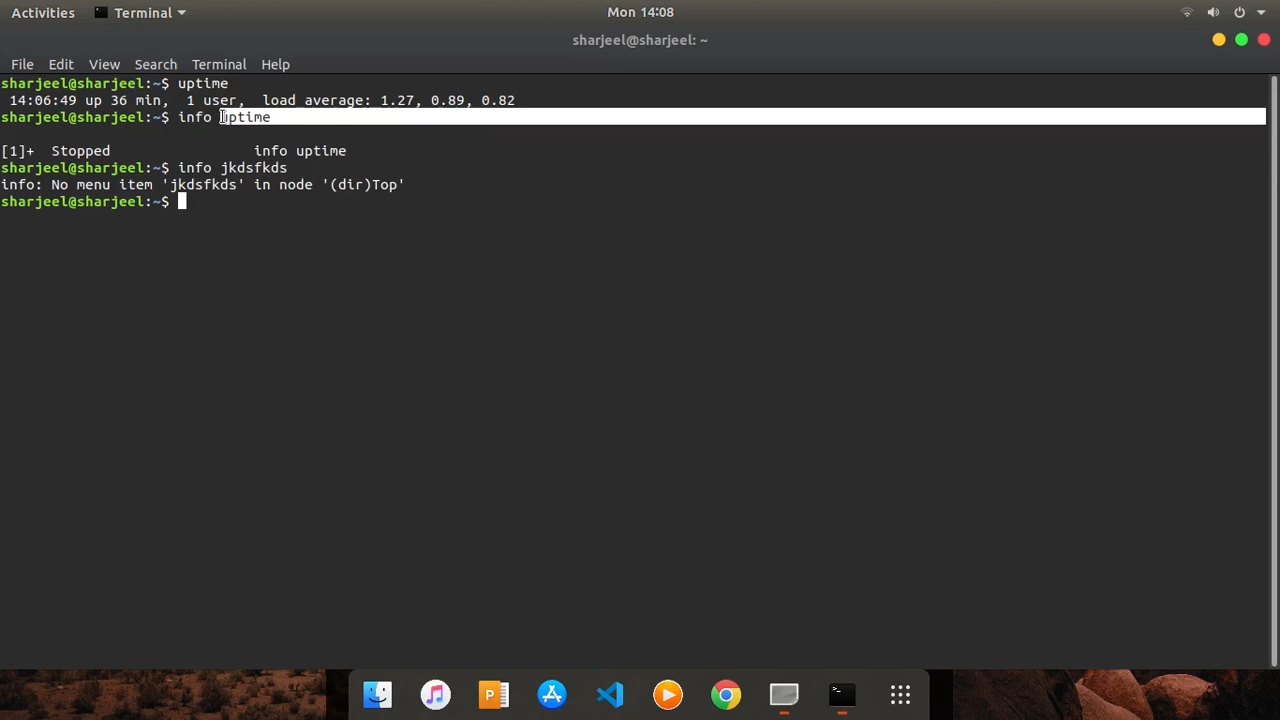 Activities Terminal Mon 14:08
sharjeel@sharjeel: ~
File Edit View Search Terminal Help
sharjeel@sharjeel:~$ uptime
14:06:49 up 36 min,  1 user,  load average: 1.27, 0.89, 0.82
sharjeel@sharjeel:~$ info uptime
[1]+  Stopped                 info uptime
sharjeel@sharjeel:~$ info jkdsfkds
info: No menu item 'jkdsfkds' in node '(dir)Top'
sharjeel@sharjeel:~$
P >_